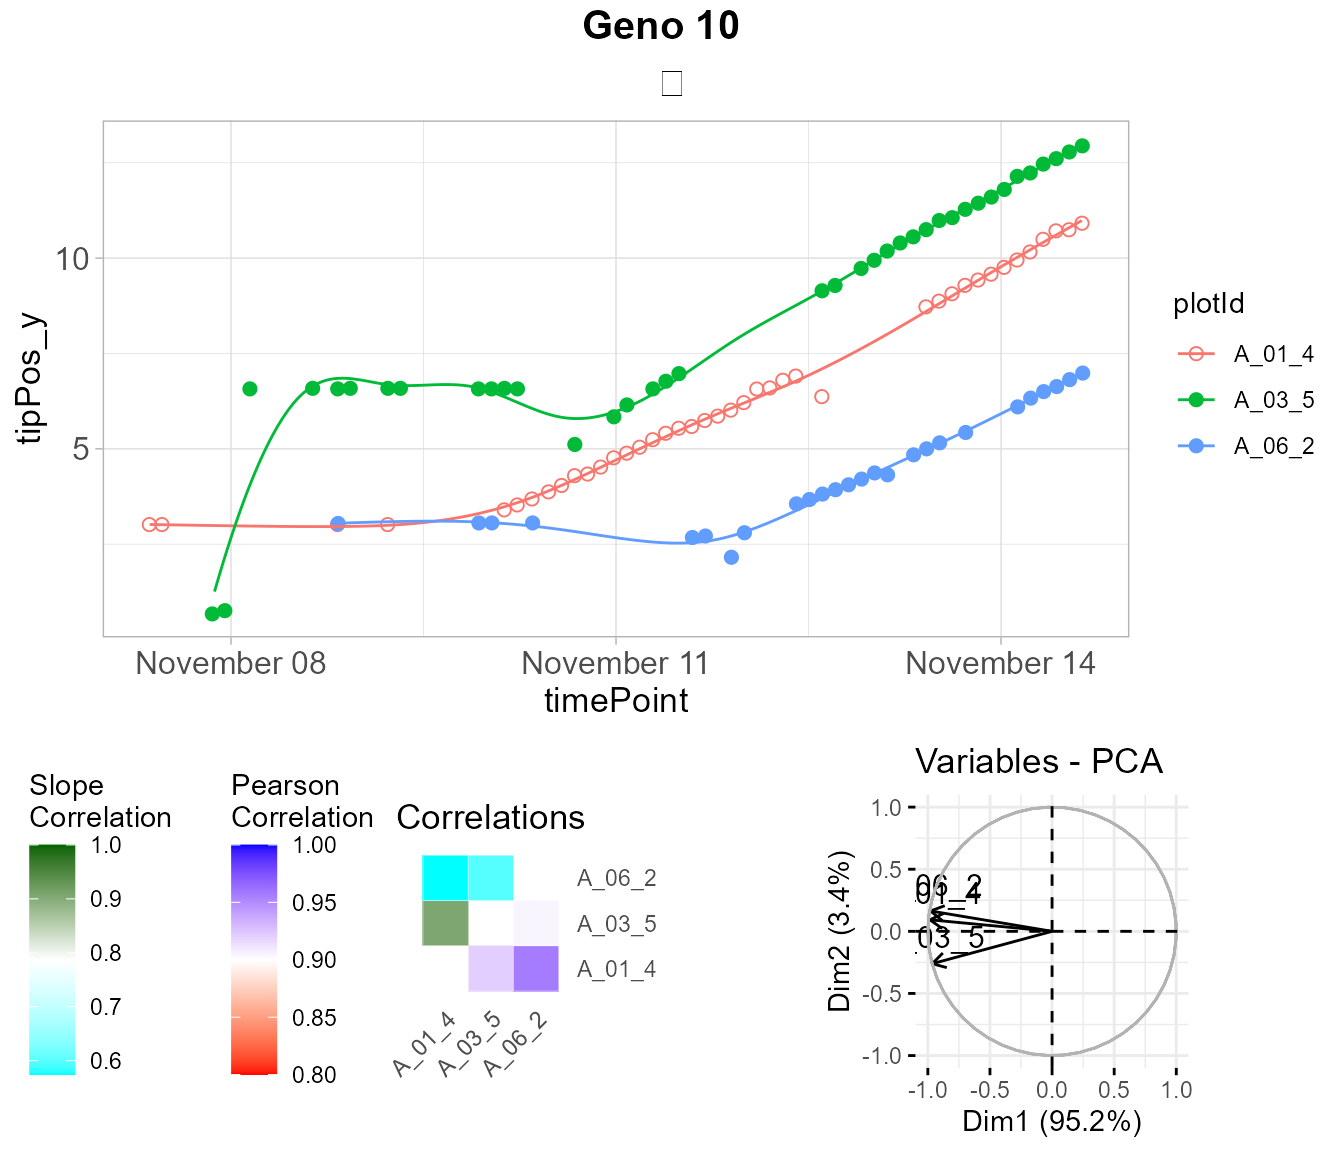 Geno 10
tipPos_y
10
5
November 08
November 11
November 14
timePoint
plotId
A_01_4
A_03_5
A_06_2
Slope
Correlation
1.0
0.9
0.8
0.7
0.6
Pearson
Correlation
1.00
0.95
0.90
0.85
0.80
Correlations
A_06_2
A_03_5
A_01_4
A_01_4
A_03_5
A_06_2
Variables - PCA
Dim2 (3.4%)
1.0
0.5
0.0
-0.5
-1.0
06_2
01_4
03_5
-1.0
-0.5
0.0
0.5
1.0
Dim1 (95.2%)